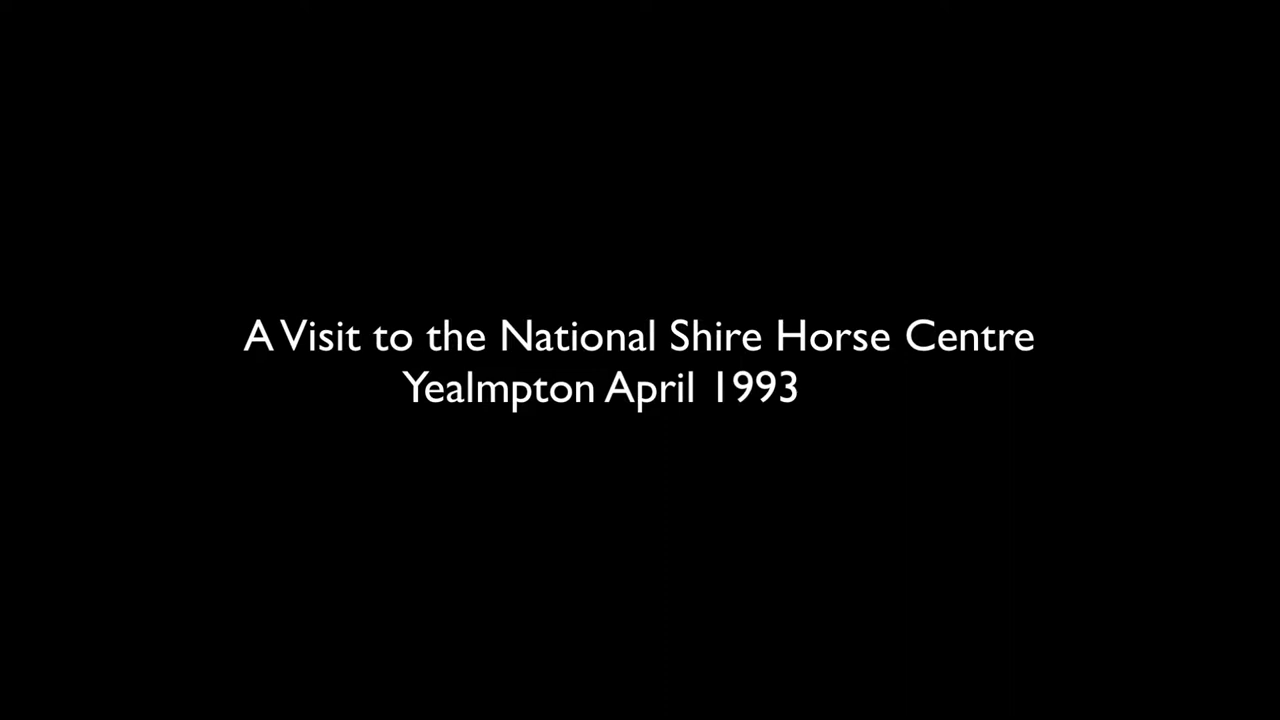 A Visit to the National Shire Horse Centre
Yealmpton April 1993